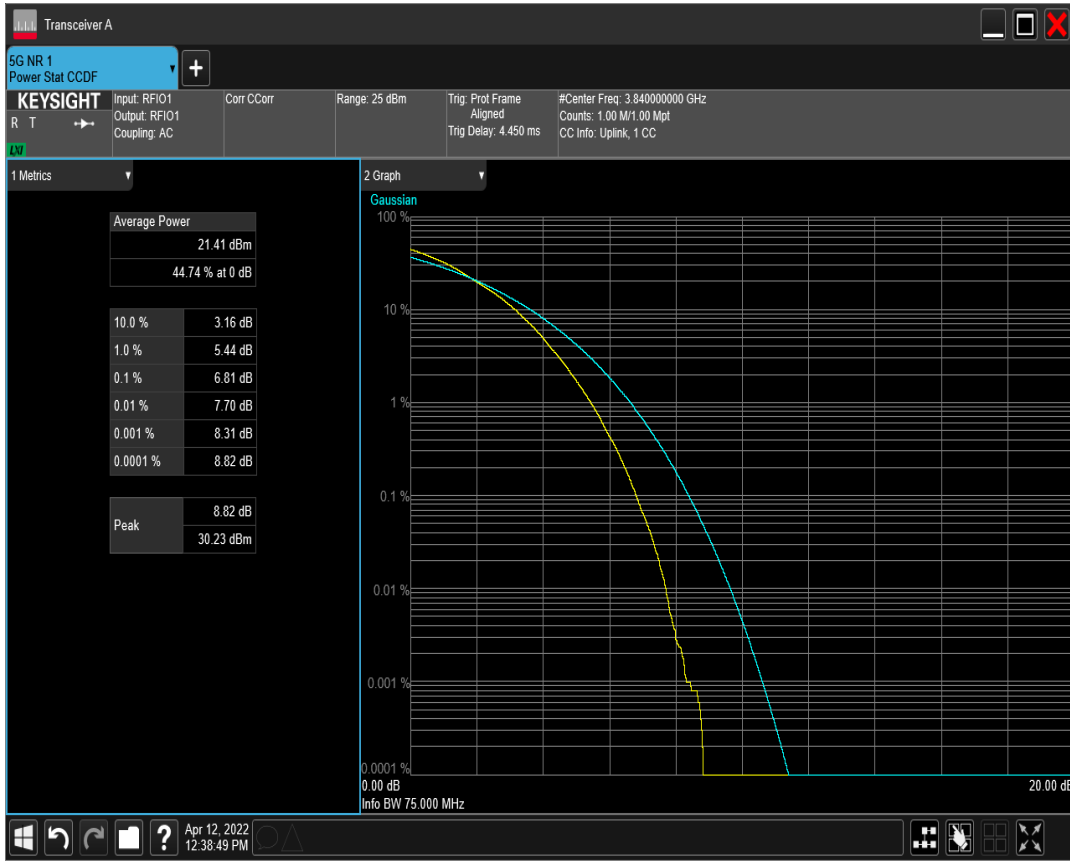 Transceiver A
5G NR 1
Power Stat CCDF
KEYSIGHT
R T
LXI
Input: RFIO1
Output: RFIO1
Coupling: AC
Corr CCorr
Range: 25 dBm
Trig: Prot Frame
Aligned
Trig Delay: 4.450 ms
#Center Freq: 3.840000000 GHz
Counts: 1.00 M/1.00 Mpt
CC Info: Uplink, 1 CC
1 Metrics
Average Power
21.41 dBm
44.74 % at 0 dB
10.0 % 3.16 dB
1.0 % 5.44 dB
0.1 % 6.81 dB
0.01 % 7.70 dB
0.001 % 8.31 dB
0.0001 % 8.82 dB
Peak 8.82 dB
30.23 dBm
2 Graph
Gaussian
100 %
10 %
1 %
0.1 %
0.01 %
0.001 %
0.0001 %
0.00 dB 20.00 dB
Info BW 75.000 MHz
? Apr 12, 2022
12:38:49 PM